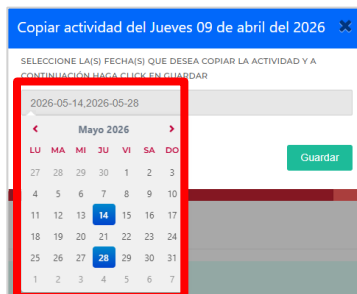 Copiar actividad del Jueves 09 de abril del 2026 ✖
SELECCIONE LA(S) FECHA(S) QUE DESEA COPIAR LA ACTIVIDAD Y A
CONTINUACIÓN HAGA CLICK EN GUARDAR
2026-05-14,2026-05-28
‹ Mayo 2026 ›
LU MA MI JU VI SA DO
27 28 29 30 1 2 3
4 5 6 7 8 9 10
11 12 13 14 15 16 17
18 19 20 21 22 23 24
25 26 27 28 29 30 31
1 2 3 4 5 6 7
Guardar